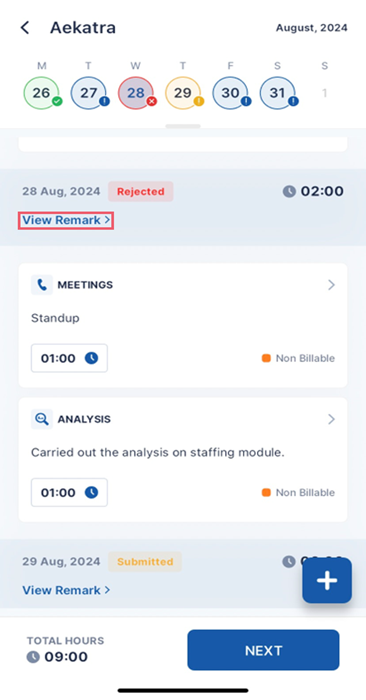 Aekatra
August, 2024
M T W T F S S
26 27 28 29 30 31 1
28 Aug, 2024 Rejected 02:00
View Remark >
MEETINGS
Standup
01:00 Non Billable
ANALYSIS
Carried out the analysis on staffing module.
01:00 Non Billable
29 Aug, 2024 Submitted
View Remark >
TOTAL HOURS
09:00
NEXT